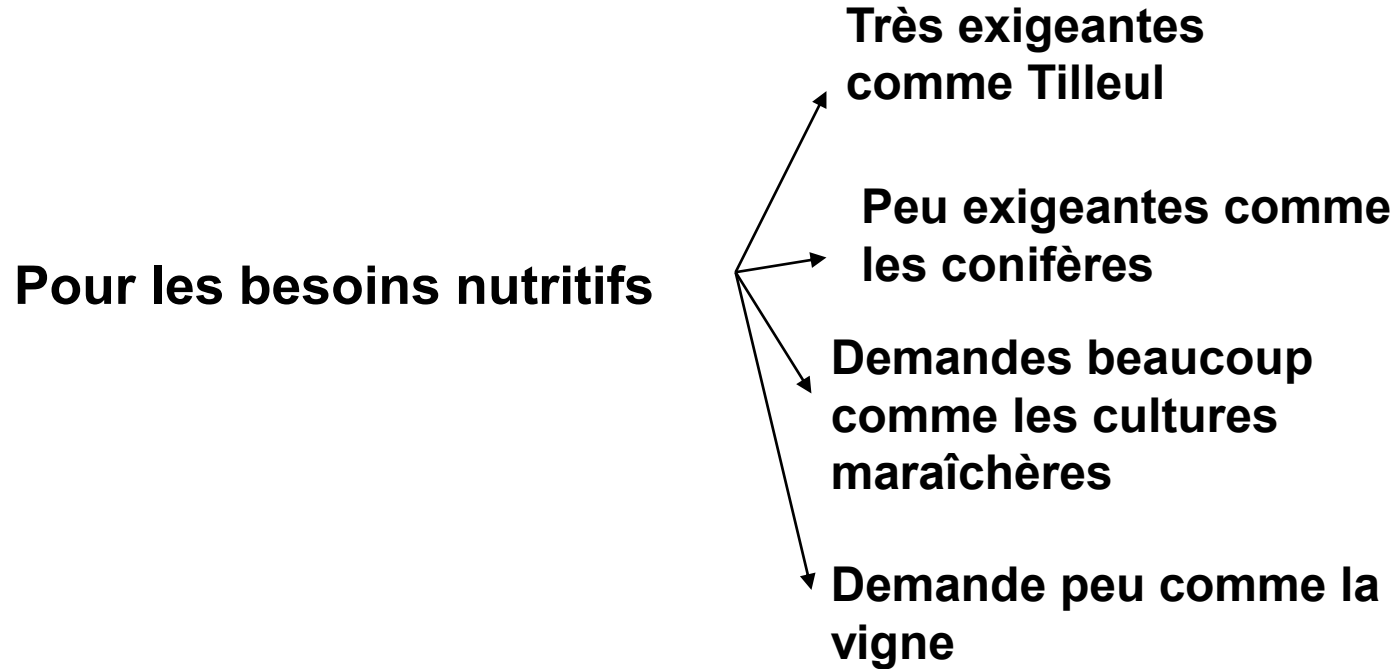 Très exigeantes
comme Tilleul
Peu exigeantes comme
les conifères
Pour les besoins nutritifs
Demandes beaucoup
comme les cultures
maraîchères
Demande peu comme la
vigne